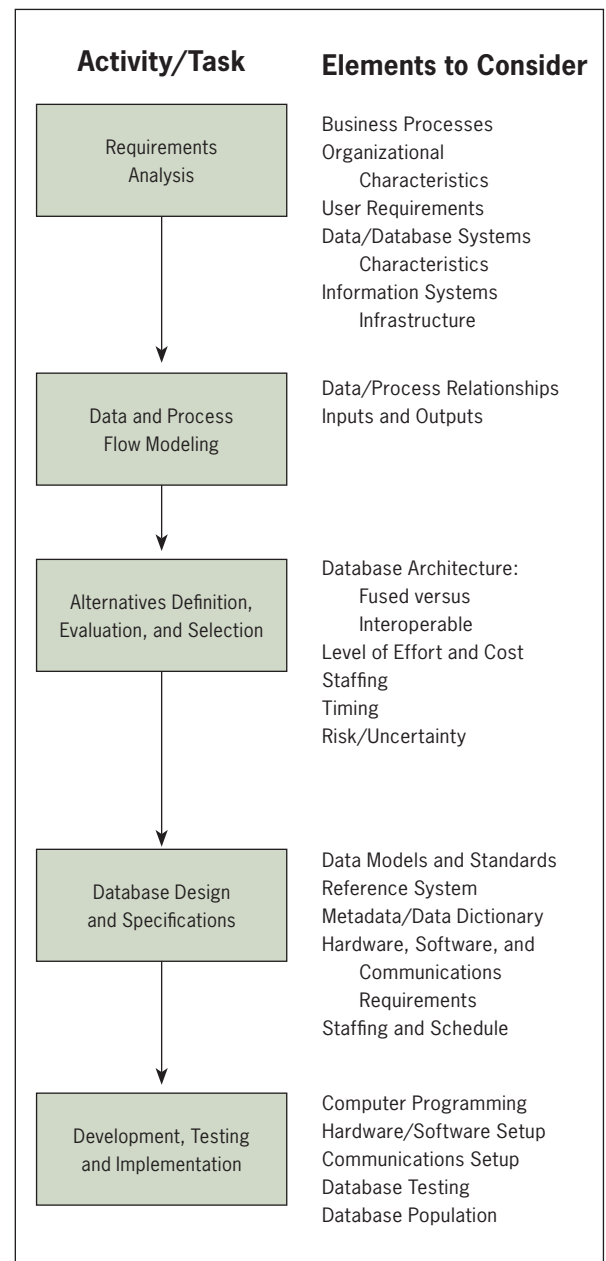 Activity/Task
Elements to Consider
Requirements
Analysis
Business Processes
Organizational
Characteristics
User Requirements
Data/Database Systems
Characteristics
Information Systems
Infrastructure
Data and Process
Flow Modeling
Data/Process Relationships
Inputs and Outputs
Alternatives Definition,
Evaluation, and Selection
Database Architecture:
Fused versus
Interoperable
Level of Effort and Cost
Staffing
Timing
Risk/Uncertainty
Database Design
and Specifications
Data Models and Standards
Reference System
Metadata/Data Dictionary
Hardware, Software, and
Communications
Requirements
Staffing and Schedule
Development, Testing
and Implementation
Computer Programming
Hardware/Software Setup
Communications Setup
Database Testing
Database Population